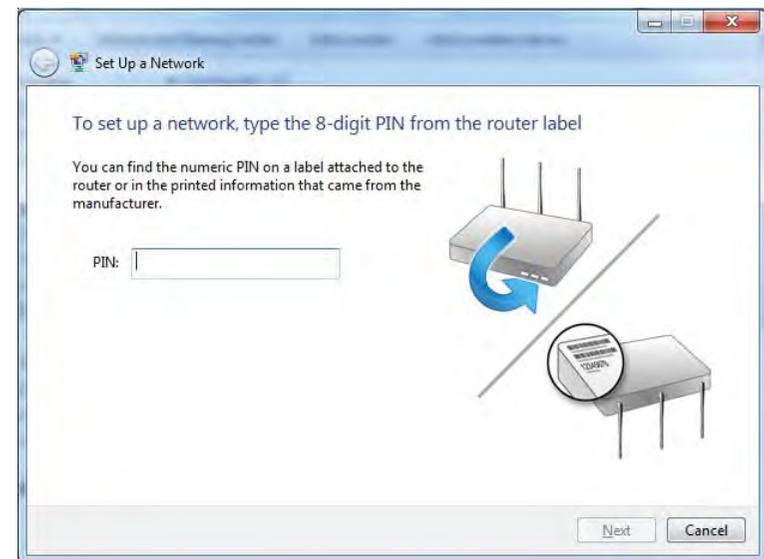 Set Up a Network
To set up a network, type the 8-digit PIN from the router label
You can find the numeric PIN on a label attached to the
router or in the printed information that came from the
manufacturer.
PIN:
12345678
Next
Cancel